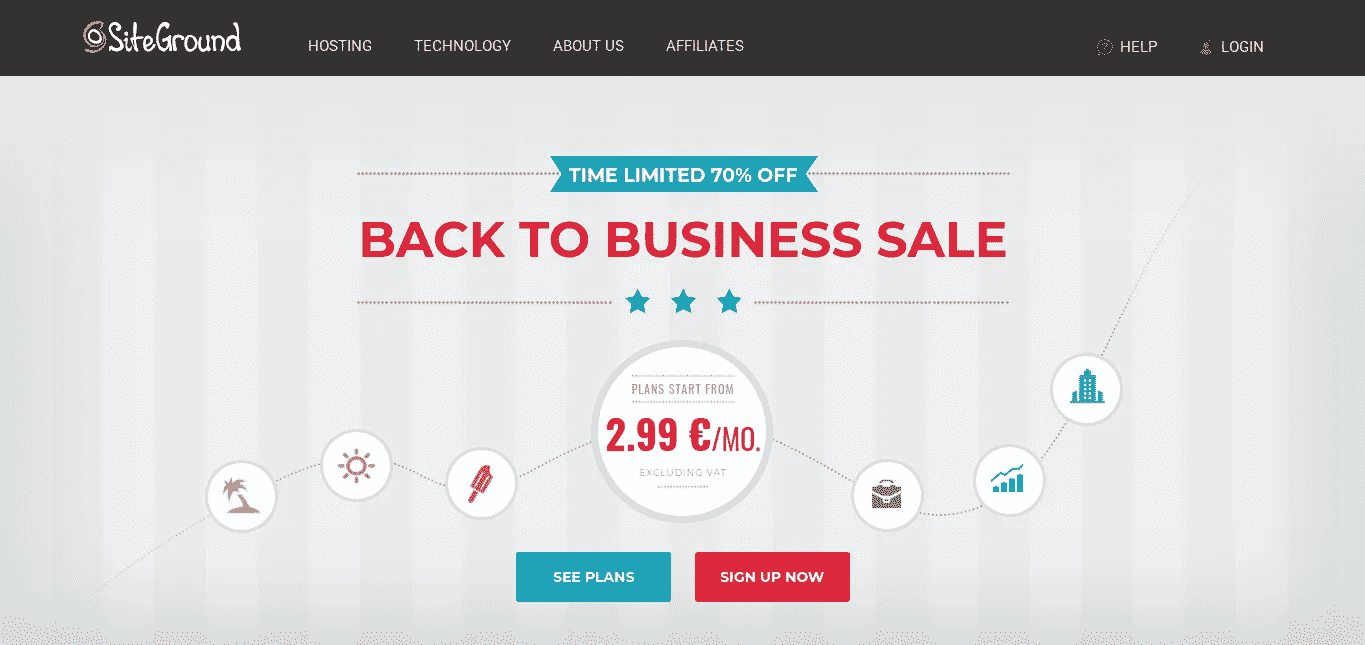 SiteGround
HOSTING
TECHNOLOGY
ABOUT US
AFFILIATES
HELP
LOGIN
TIME LIMITED 70% OFF
BACK TO BUSINESS SALE
PLANS START FROM
2.99 €/MO.
EXCLUDING VAT
SEE PLANS
SIGN UP NOW